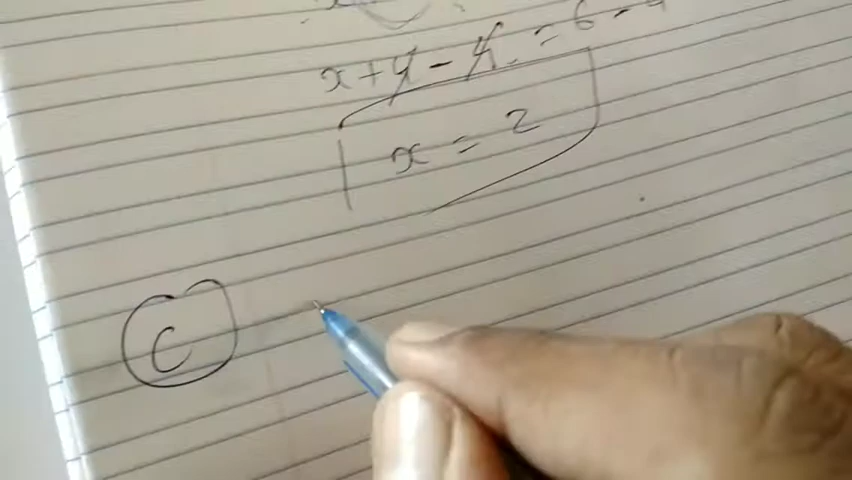 x + 4 - 4 = 6 - 4
x = 2
C